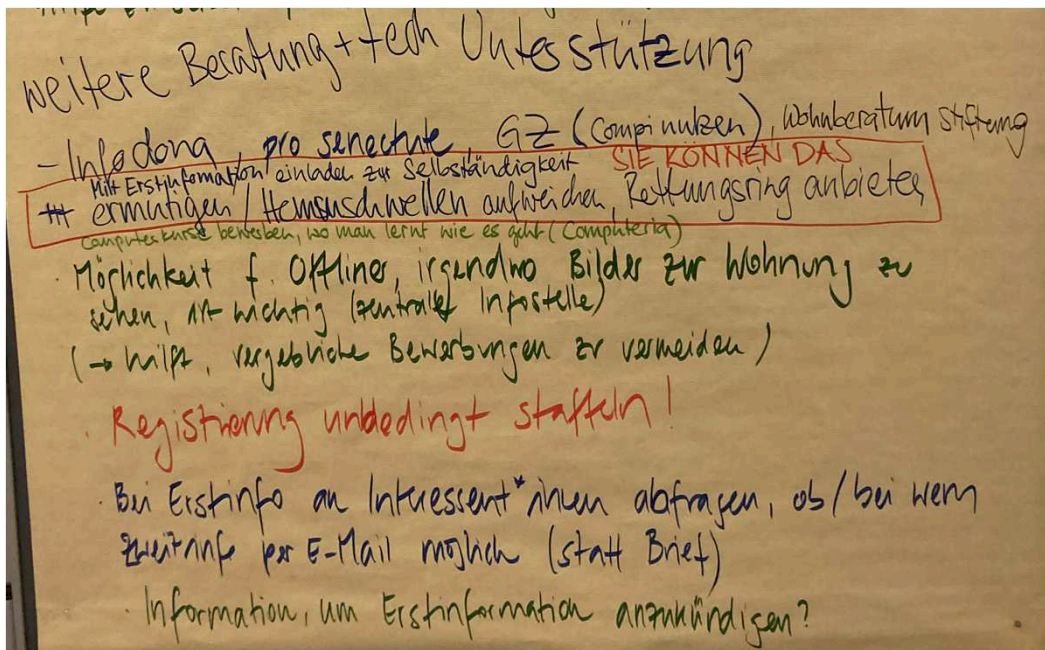 weitere Beratung + tech Unterstützung
- Infodona, pro senectute, GZ (Compi nutzen), Wohnberatum stiftung
Mit Erstinformation einladen zur Selbständigkeit SIE KÖNNEN DAS
ermutigen / Hemsuschwellen aufweichen, Rettungsring anbieten
Computerkurse bewerben, wo man lernt wie es geht (Computeria)
· Möglichkeit f. Offliner, irgendwo Bilder zur Wohnung zu
sehen, ist wichtig (zentrale Infostelle)
(→ hilft, vergebliche Bewerbungen zu vermeiden)
· Registrierung unbedingt staffeln!
· Bei Erstinfo an Interessent*innen abfragen, ob / bei wem
Zweitinfo per E-Mail möglich (statt Brief)
· Information, um Erstinformation anzukündigen?